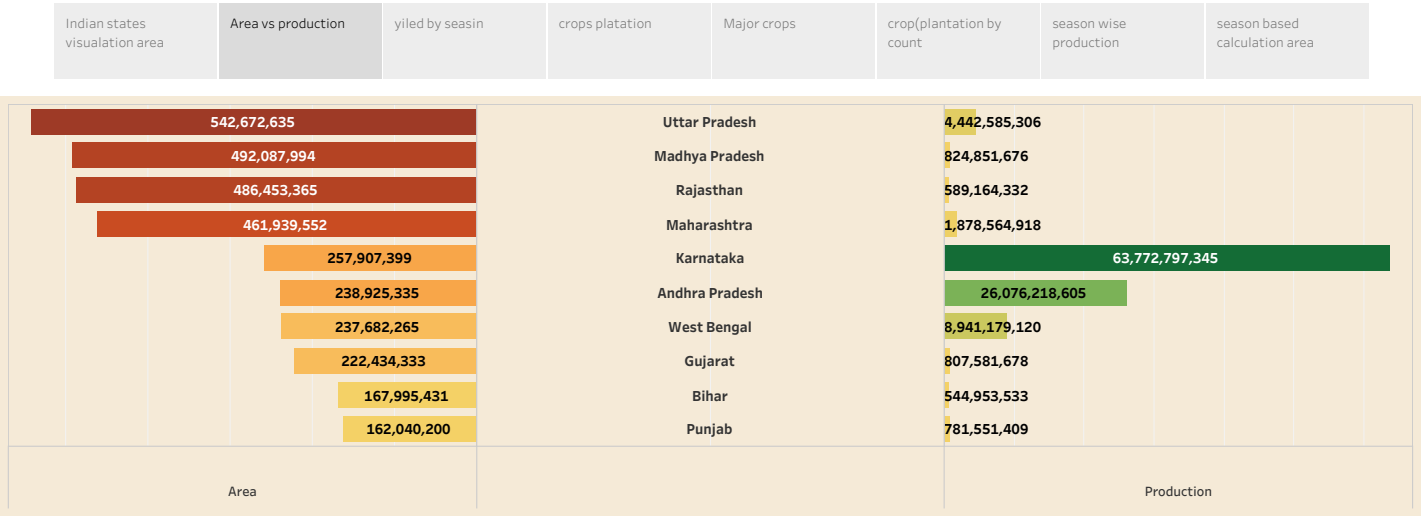 Indian states
visualation area
Area vs production
yiled by seasin
crops platation
Major crops
crop(plantation by
count
season wise
production
season based
calculation area
542,672,635 Uttar Pradesh 4,442,585,306
492,087,994 Madhya Pradesh 824,851,676
486,453,365 Rajasthan 589,164,332
461,939,552 Maharashtra 1,878,564,918
257,907,399 Karnataka 63,772,797,345
238,925,335 Andhra Pradesh 26,076,218,605
237,682,265 West Bengal 8,941,179,120
222,434,333 Gujarat 807,581,678
167,995,431 Bihar 544,953,533
162,040,200 Punjab 781,551,409
Area Production